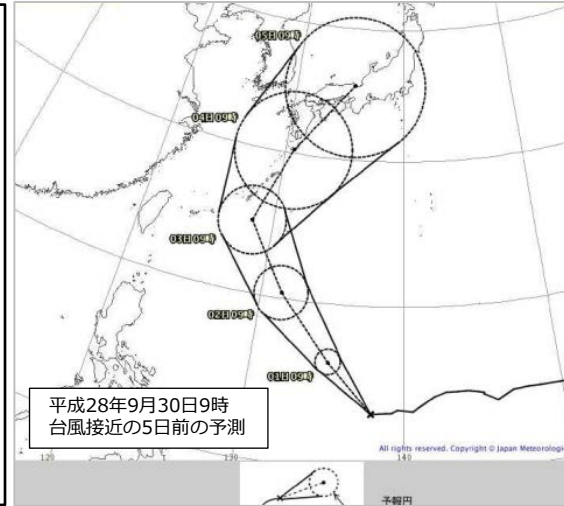 05日09時
04日09時
03日09時
02日09時
01日09時
平成28年9月30日9時
台風接近の5日前の予測
All rights reserved. Copyright © Japan Meteorologic
120
130
140
予報円